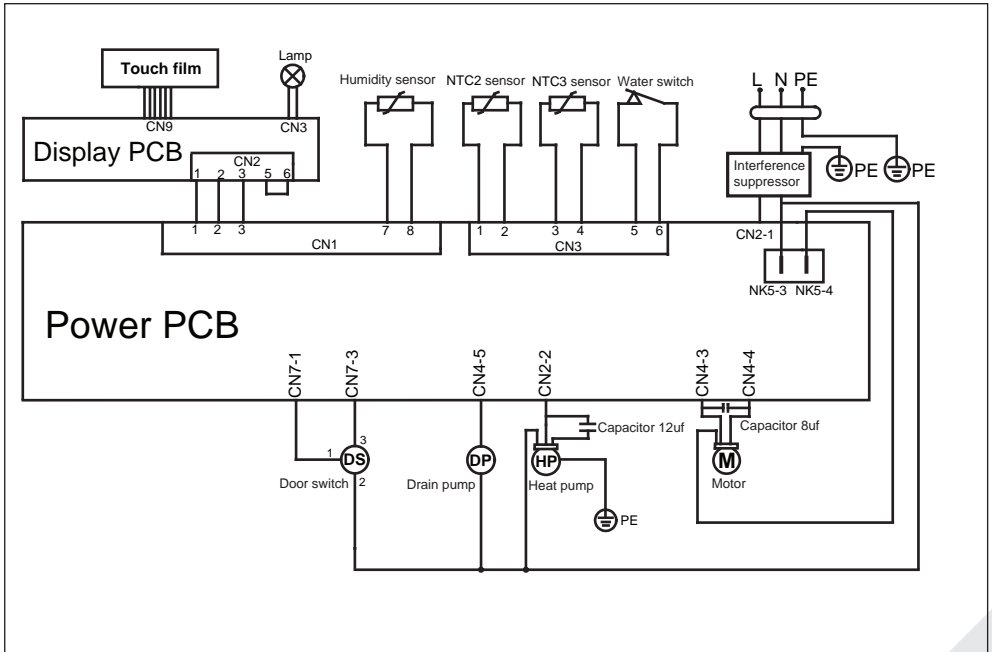 Touch film
Lamp
Humidity sensor
NTC2 sensor
NTC3 sensor
Water switch
L N PE
CN9
CN3
Display PCB
CN2
1 2 3 5 6
Interference
suppressor
PE
PE
1 2 3
7 8
CN1
1 2 3 4 5 6
CN3
CN2-1
NK5-3 NK5-4
Power PCB
CN7-1
CN7-3
CN4-5
CN2-2
CN4-3
CN4-4
Capacitor 12uf
Capacitor 8uf
3
1
DS
2
Door switch
DP
Drain pump
HP
Heat pump
M
Motor
PE